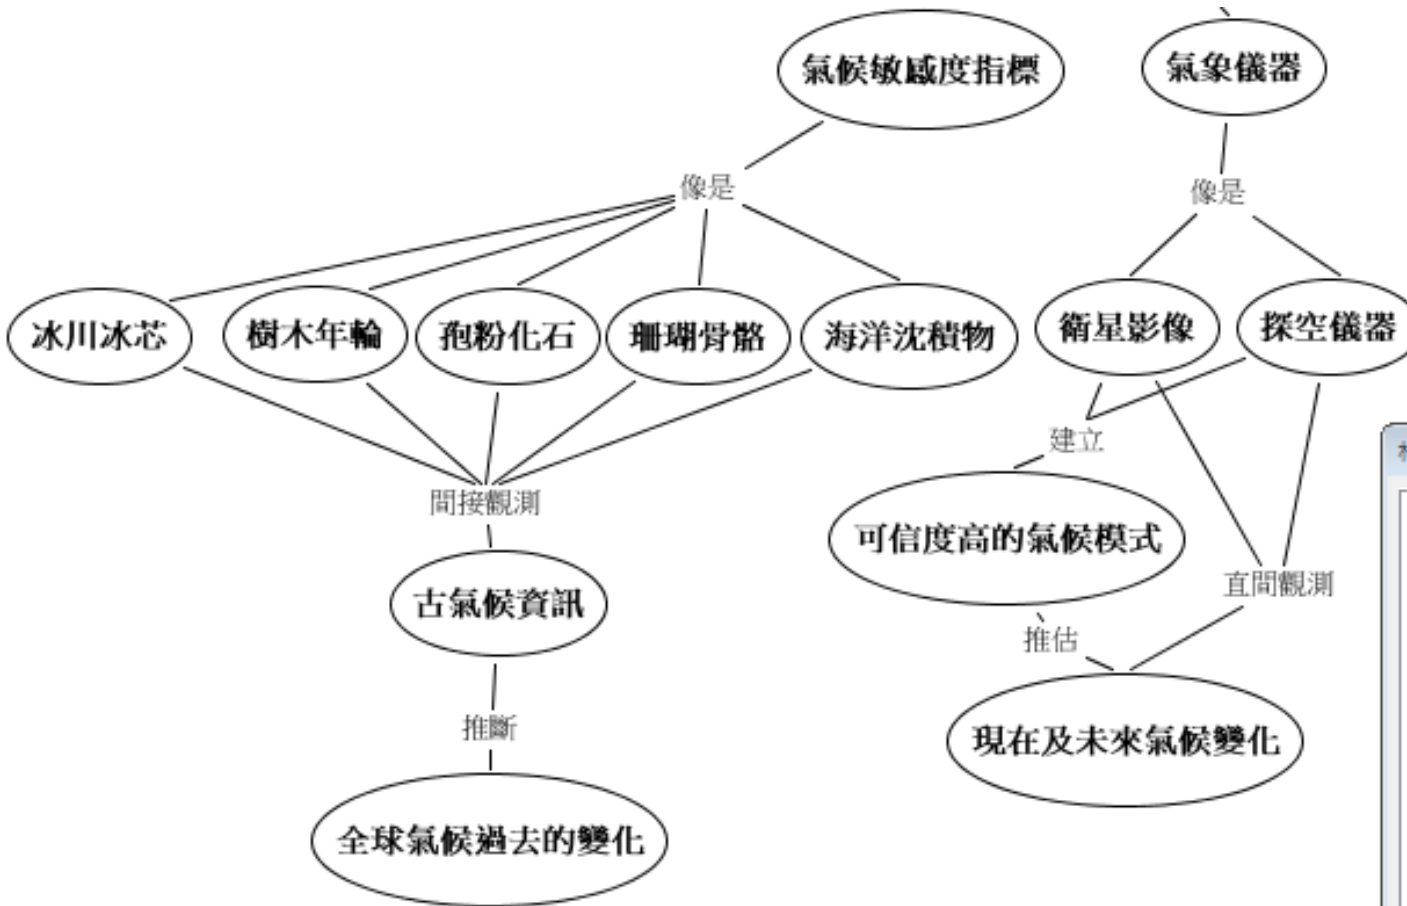 氣候敏感度指標
氣象儀器
像是
像是
冰川冰芯
樹木年輪
孢粉化石
珊瑚骨骼
海洋沈積物
衛星影像
探空儀器
建立
間接觀測
可信度高的氣候模式
直間觀測
古氣候資訊
推估
推斷
現在及未來氣候變化
全球氣候過去的變化